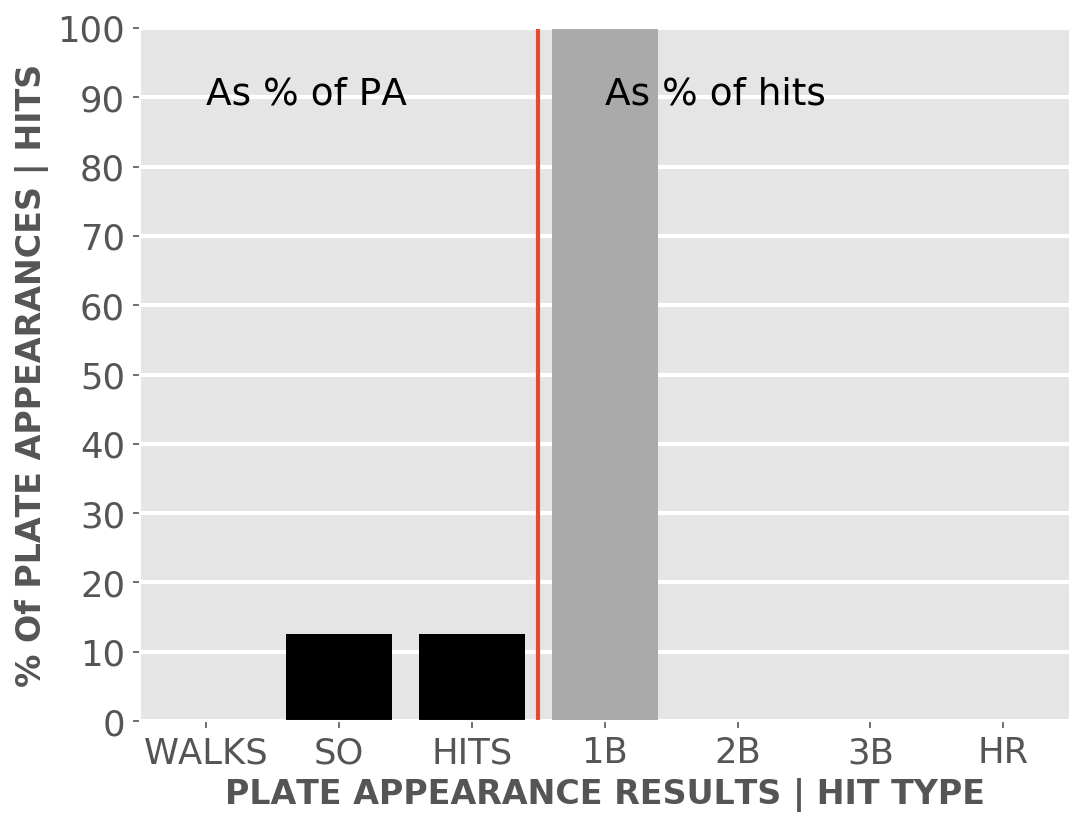 % Of PLATE APPEARANCES | HITS
100
90
80
70
60
50
40
30
20
10
0
As % of PA
As % of hits
WALKS SO HITS 1B 2B 3B HR
PLATE APPEARANCE RESULTS | HIT TYPE